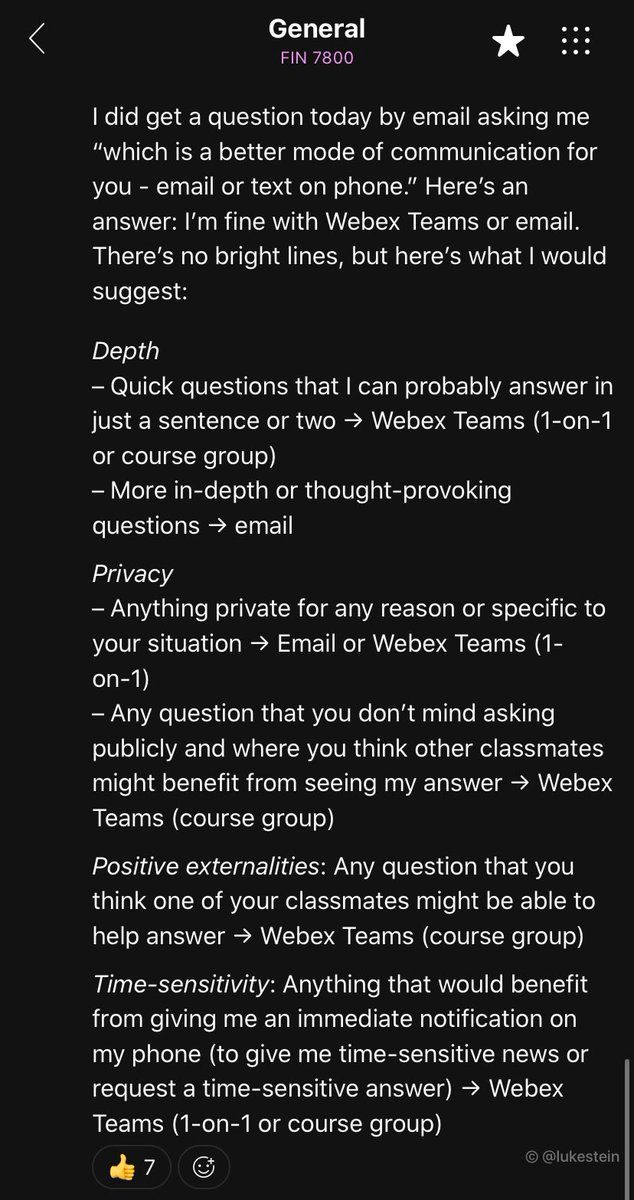 General
FIN 7800
I did get a question today by email asking me
“which is a better mode of communication for
you - email or text on phone.” Here’s an
answer: I’m fine with Webex Teams or email.
There’s no bright lines, but here’s what I would
suggest:
Depth
– Quick questions that I can probably answer in
just a sentence or two → Webex Teams (1-on-1
or course group)
– More in-depth or thought-provoking
questions → email
Privacy
– Anything private for any reason or specific to
your situation → Email or Webex Teams (1-
on-1)
– Any question that you don’t mind asking
publicly and where you think other classmates
might benefit from seeing my answer → Webex
Teams (course group)
Positive externalities: Any question that you
think one of your classmates might be able to
help answer → Webex Teams (course group)
Time-sensitivity: Anything that would benefit
from giving me an immediate notification on
my phone (to give me time-sensitive news or
request a time-sensitive answer) → Webex
Teams (1-on-1 or course group)
👍 7
© @lukestein